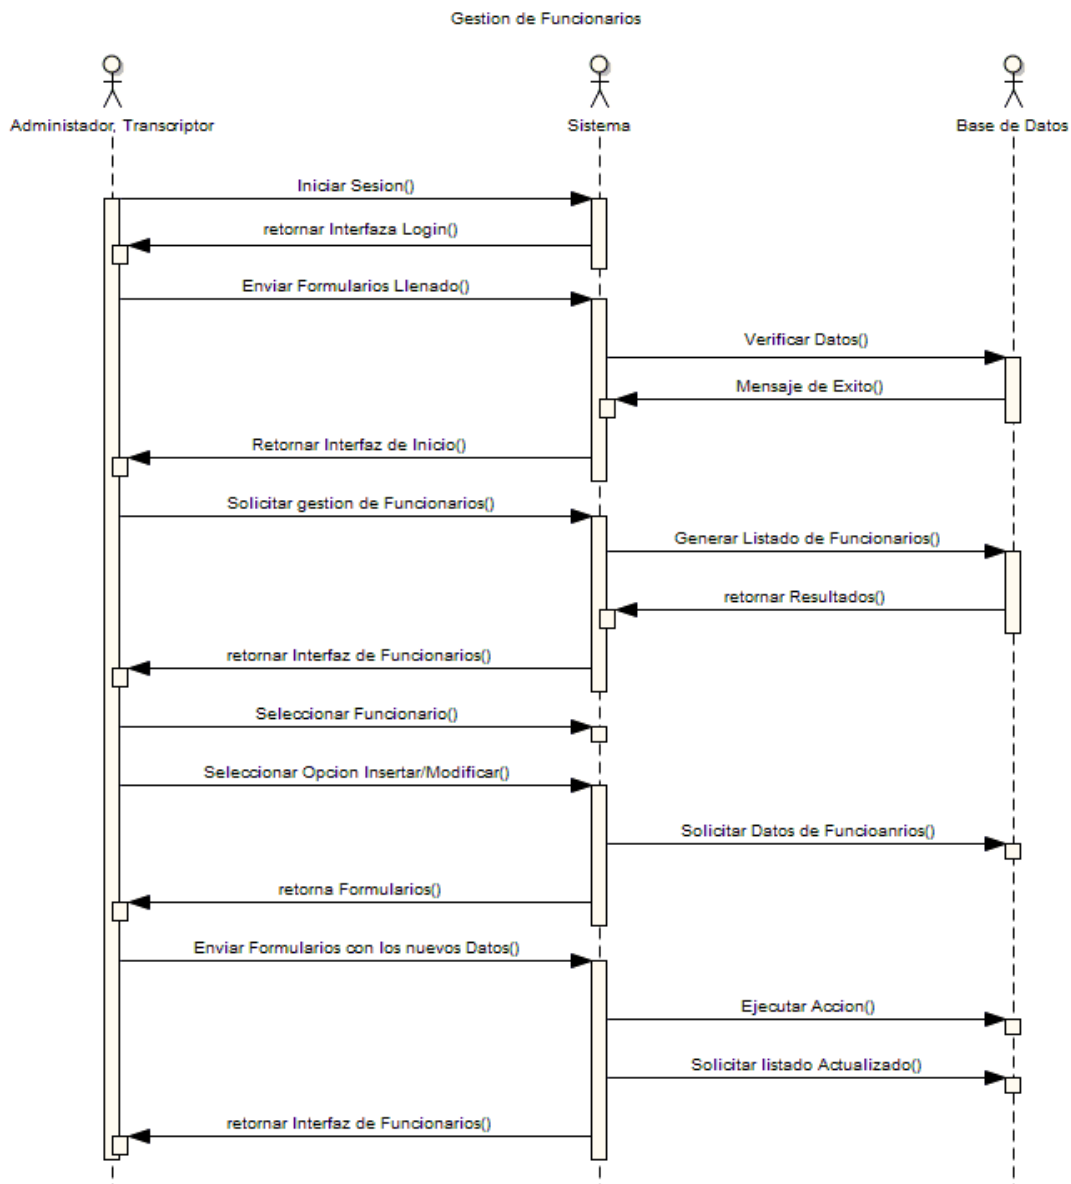 Gestion de Funcionarios
Administador, Transcriptor
Sistema
Base de Datos
Iniciar Sesion()
retornar Interfaza Login()
Enviar Formularios Llenado()
Verificar Datos()
Mensaje de Exito()
Retornar Interfaz de Inicio()
Solicitar gestion de Funcionarios()
Generar Listado de Funcionarios()
retornar Resultados()
retornar Interfaz de Funcionarios()
Seleccionar Funcionario()
Seleccionar Opcion Insertar/Modificar()
Solicitar Datos de Funcioanrios()
retorna Formularios()
Enviar Formularios con los nuevos Datos()
Ejecutar Accion()
Solicitar listado Actualizado()
retornar Interfaz de Funcionarios()